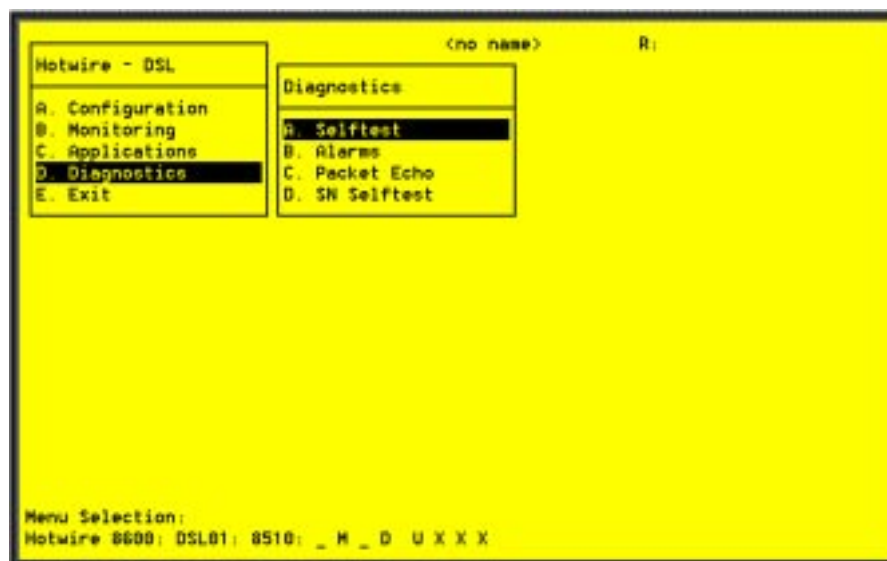 <no name> R:
Hotwire - DSL
A. Configuration
B. Monitoring
C. Applications
D. Diagnostics
E. Exit
Diagnostics
A. Selftest
B. Alarms
C. Packet Echo
D. SN Selftest
Menu Selection:
Hotwire 8600: DSL01: 8510: _ M _ D U X X X